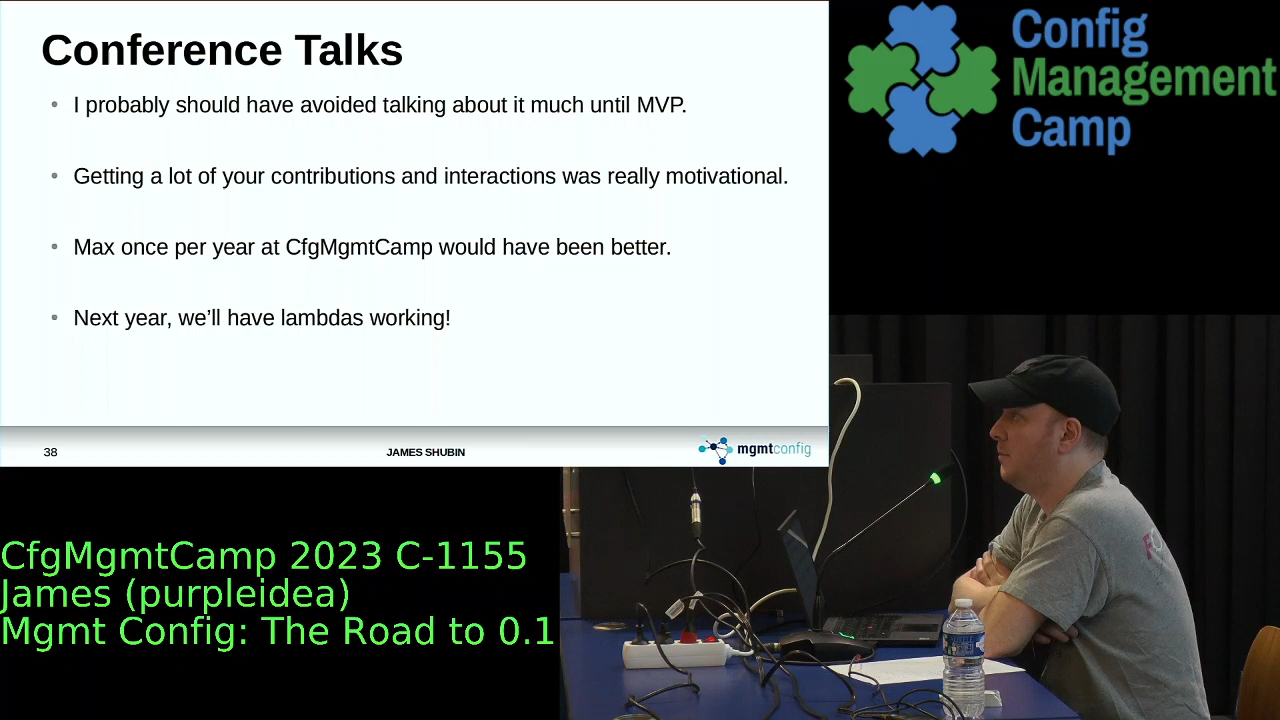 Conference Talks
• I probably should have avoided talking about it much until MVP.
• Getting a lot of your contributions and interactions was really motivational.
• Max once per year at CfgMgmtCamp would have been better.
• Next year, we’ll have lambdas working!
38
JAMES SHUBIN
mgmtconfig
Config
Management
Camp
CfgMgmtCamp 2023 C-1155
James (purpleidea)
Mgmt Config: The Road to 0.1